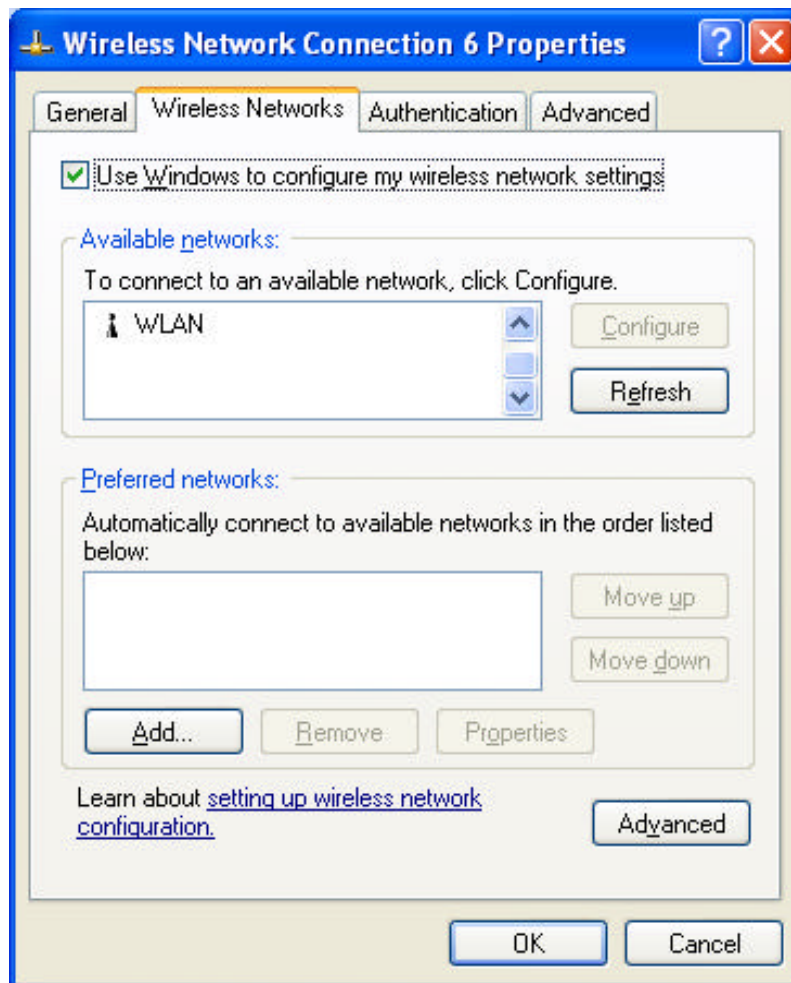 Wireless Network Connection 6 Properties
General Wireless Networks Authentication Advanced
Use Windows to configure my wireless network settings
Available networks:
To connect to an available network, click Configure.
WLAN
Configure
Refresh
Preferred networks:
Automatically connect to available networks in the order listed
below:
Move up
Move down
Add... Remove Properties
Learn about setting up wireless network
configuration.
Advanced
OK Cancel